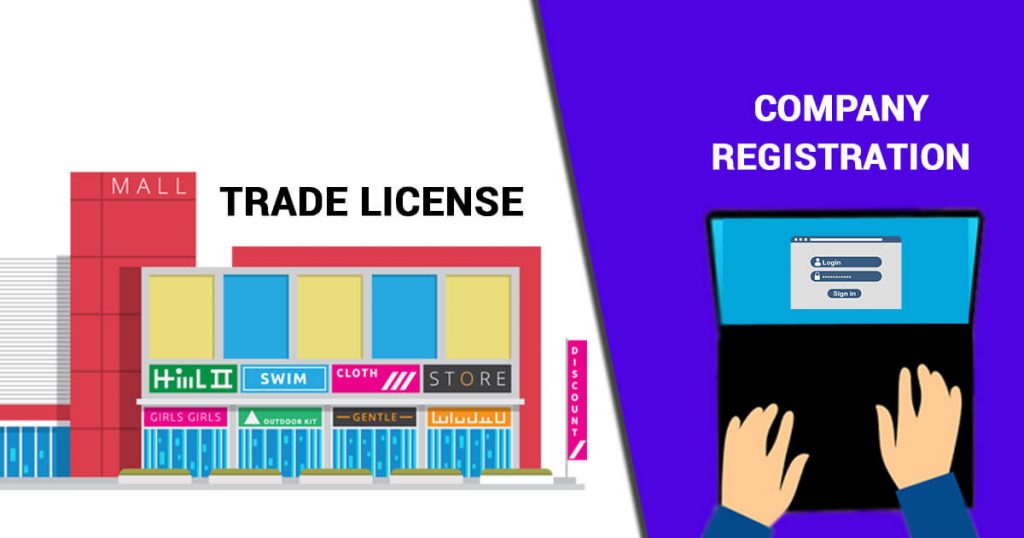 MALL
TRADE LICENSE
SWIM
CLOTH
STORE
GIRLS GIRLS
OUTDOOR KIT
GENTLE
DISCOUNT
COMPANY
REGISTRATION
Login
Sign in